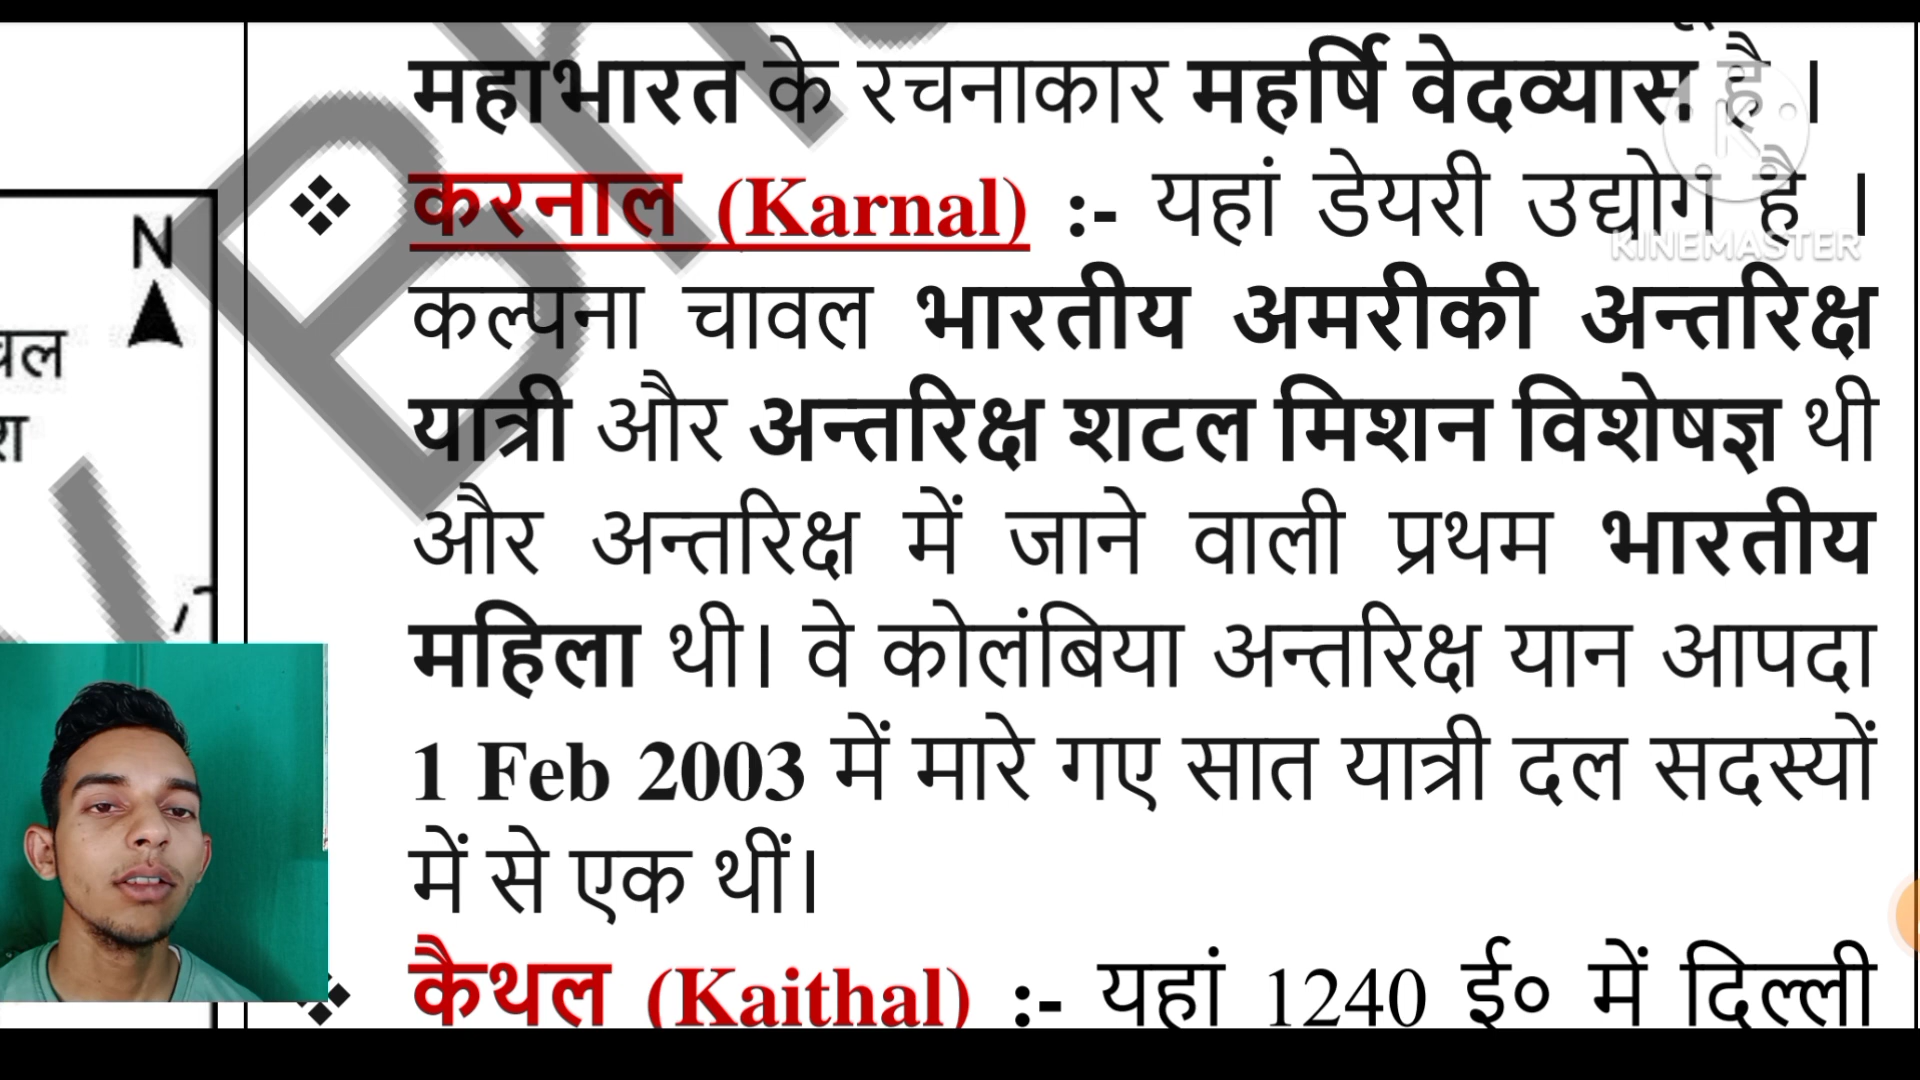 महाभारत के रचनाकार महर्षि वेदव्यास है ।
करनाल (Karnal) :- यहां डेयरी उद्योग है ।
KINEMASTER
कल्पना चावल भारतीय अमरीकी अन्तरिक्ष
यात्री और अन्तरिक्ष शटल मिशन विशेषज्ञ थी
और अन्तरिक्ष में जाने वाली प्रथम भारतीय
महिला थी। वे कोलंबिया अन्तरिक्ष यान आपदा
1 Feb 2003 में मारे गए सात यात्री दल सदस्यों
में से एक थीं।
कैथल (Kaithal) :- यहां 1240 ई० में दिल्ली
N